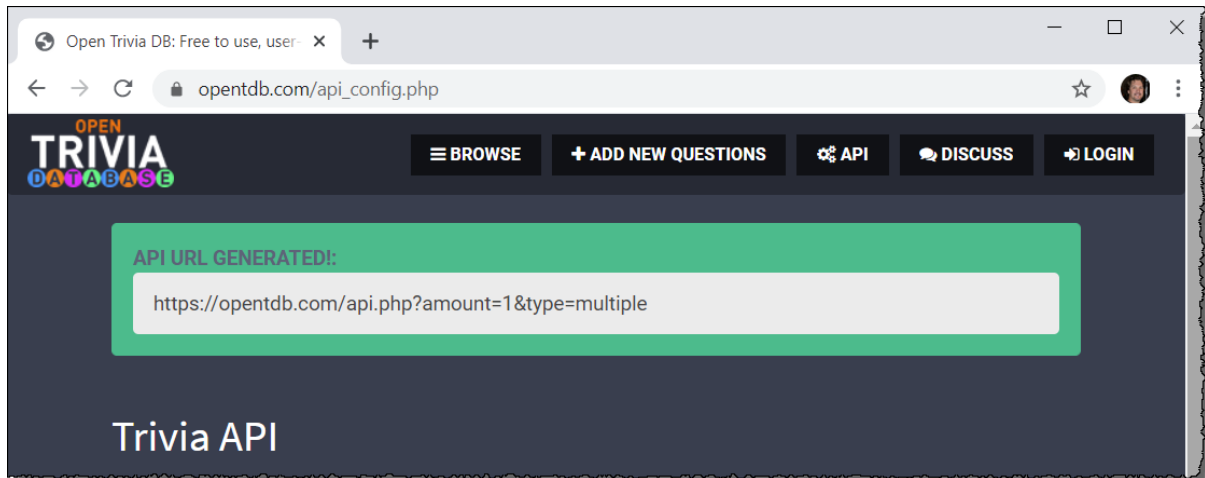 Open Trivia DB: Free to use, user-
opentdb.com/api_config.php
OPEN
TRIVIA
DATABASE
BROWSE
ADD NEW QUESTIONS
API
DISCUSS
LOGIN
API URL GENERATED!:
https://opentdb.com/api.php?amount=1&type=multiple
Trivia API